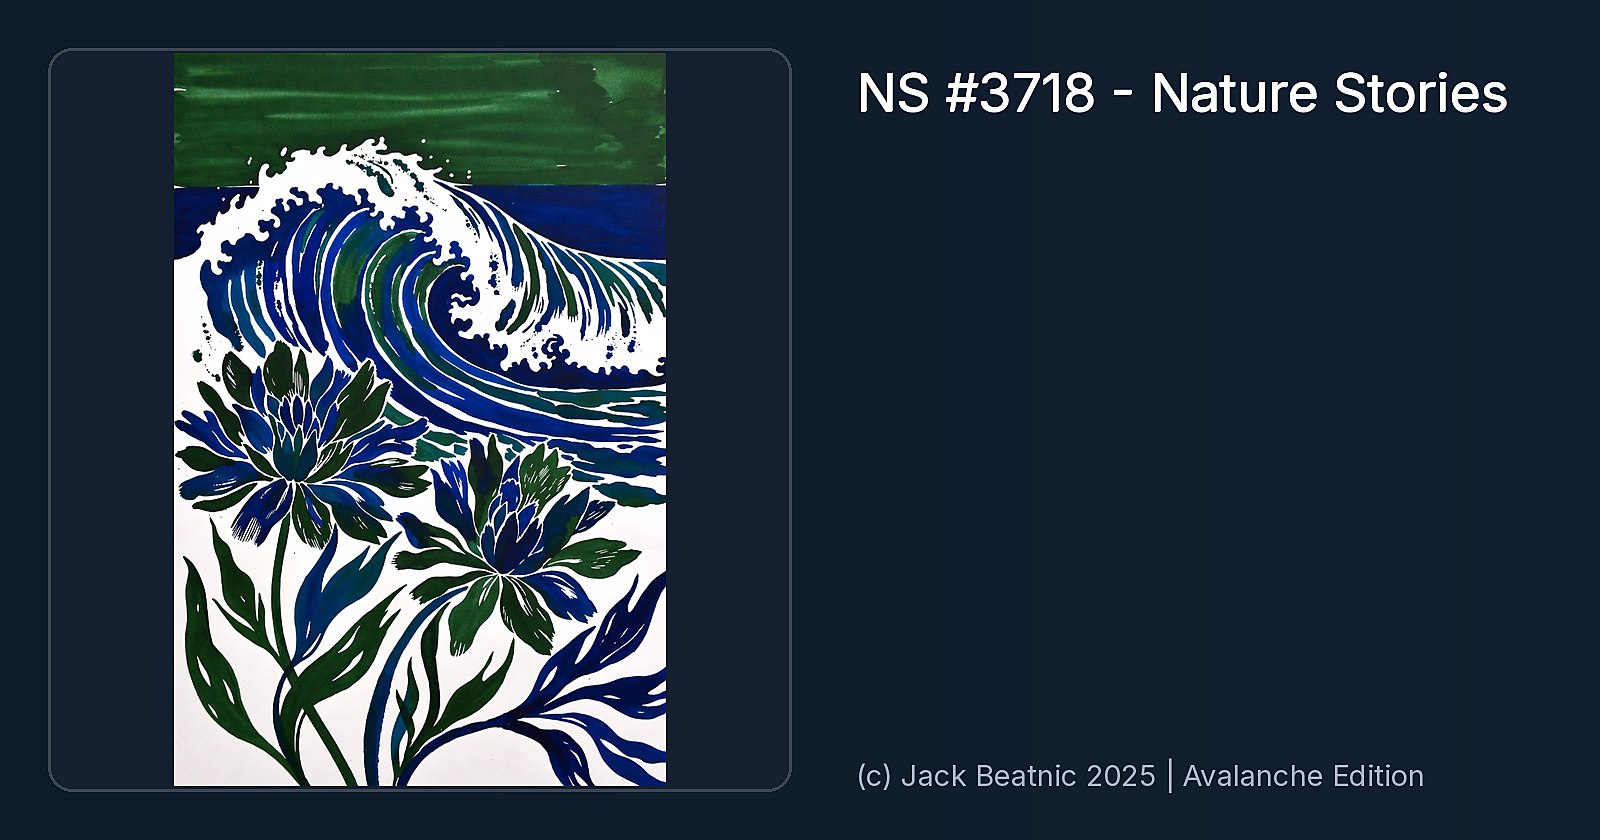 NS #3718 - Nature Stories
(c) Jack Beatnic 2025 | Avalanche Edition